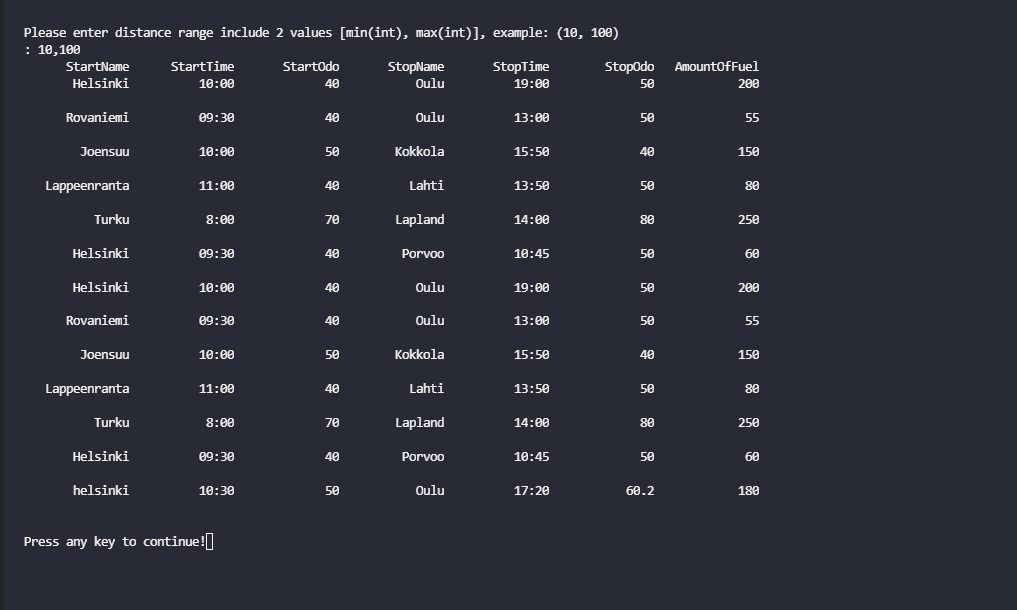 Please enter distance range include 2 values [min(int), max(int)], example: (10, 100)
: 10,100
StartName StartTime StartOdo StopName StopTime StopOdo AmountOfFuel
Helsinki 10:00 40 Oulu 19:00 50 200
Rovaniemi 09:30 40 Oulu 13:00 50 55
Joensuu 10:00 50 Kokkola 15:50 40 150
Lappeenranta 11:00 40 Lahti 13:50 50 80
Turku 8:00 70 Lapland 14:00 80 250
Helsinki 09:30 40 Porvoo 10:45 50 60
Helsinki 10:00 40 Oulu 19:00 50 200
Rovaniemi 09:30 40 Oulu 13:00 50 55
Joensuu 10:00 50 Kokkola 15:50 40 150
Lappeenranta 11:00 40 Lahti 13:50 50 80
Turku 8:00 70 Lapland 14:00 80 250
Helsinki 09:30 40 Porvoo 10:45 50 60
helsinki 10:30 50 Oulu 17:20 60.2 180
Press any key to continue!